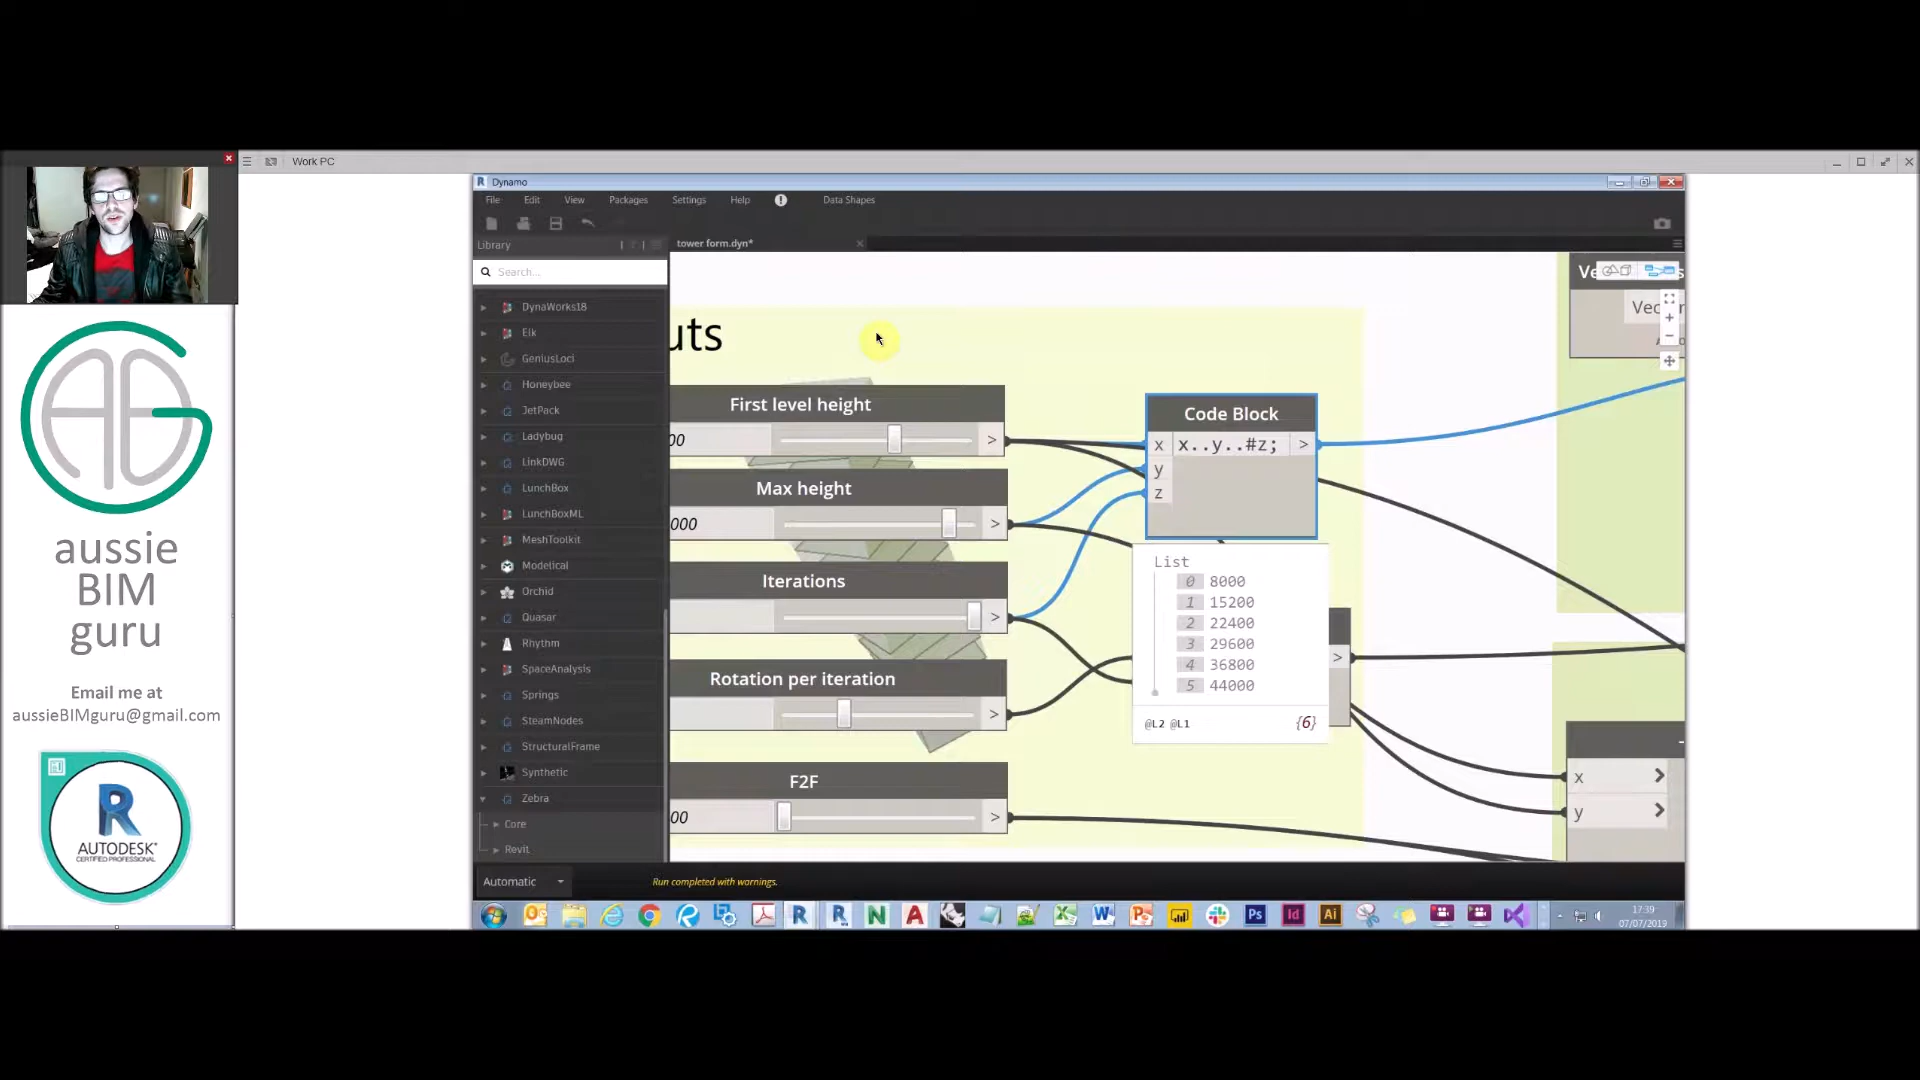 Work PC
Dynamo
File Edit View Packages Settings Help Data Shapes
Library
tower form.dyn*
Search...
DynaWorks18
Elk
GeniusLoci
Honeybee
JetPack
Ladybug
LinkDWG
LunchBox
LunchBoxML
MeshToolkit
Modelical
Orchid
Quasar
Rhythm
SpaceAnalysis
Springs
SteamNodes
StructuralFrame
Synthetic
Zebra
Core
Revit
uts
First level height
00 >
Max height
000 >
Iterations
>
Rotation per iteration
>
F2F
00 >
Code Block
x x..y..#z; >
y
z
List
0 8000
1 15200
2 22400
3 29600
4 36800
5 44000
@L2 @L1 {6}
>
x >
y >
Automatic
Run completed with warnings.
17:39
07/07/2019
aussie
BIM
guru
Email me at
aussieBIMguru@gmail.com
R
AUTODESK
CERTIFIED PROFESSIONAL